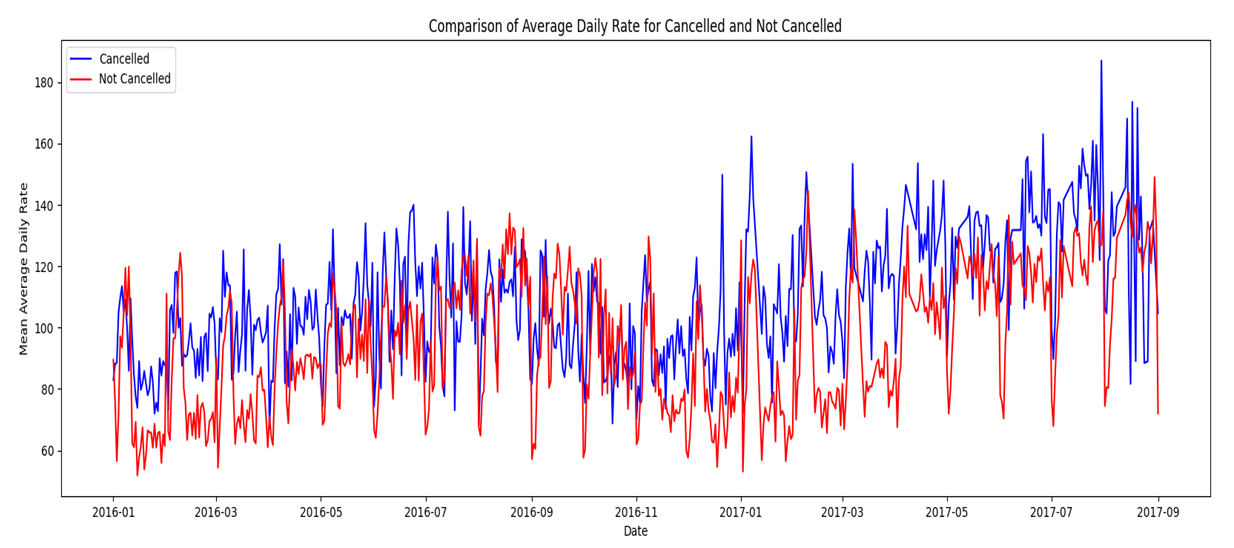 Comparison of Average Daily Rate for Cancelled and Not Cancelled
Cancelled
Not Cancelled
Mean Average Daily Rate
180
160
140
120
100
80
60
2016-01 2016-03 2016-05 2016-07 2016-09 2016-11 2017-01 2017-03 2017-05 2017-07 2017-09
Date